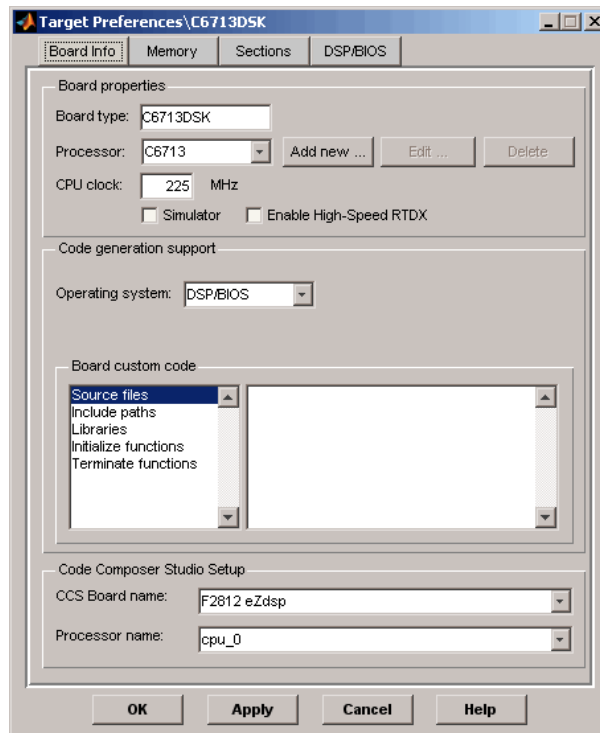 Target Preferences\C6713DSK
Board Info Memory Sections DSP/BIOS
Board properties
Board type: C6713DSK
Processor: C6713 Add new ... Edit ... Delete
CPU clock: 225 MHz
Simulator Enable High-Speed RTDX
Code generation support
Operating system: DSP/BIOS
Board custom code
Source files
Include paths
Libraries
Initialize functions
Terminate functions
Code Composer Studio Setup
CCS Board name: F2812 eZdsp
Processor name: cpu_0
OK Apply Cancel Help